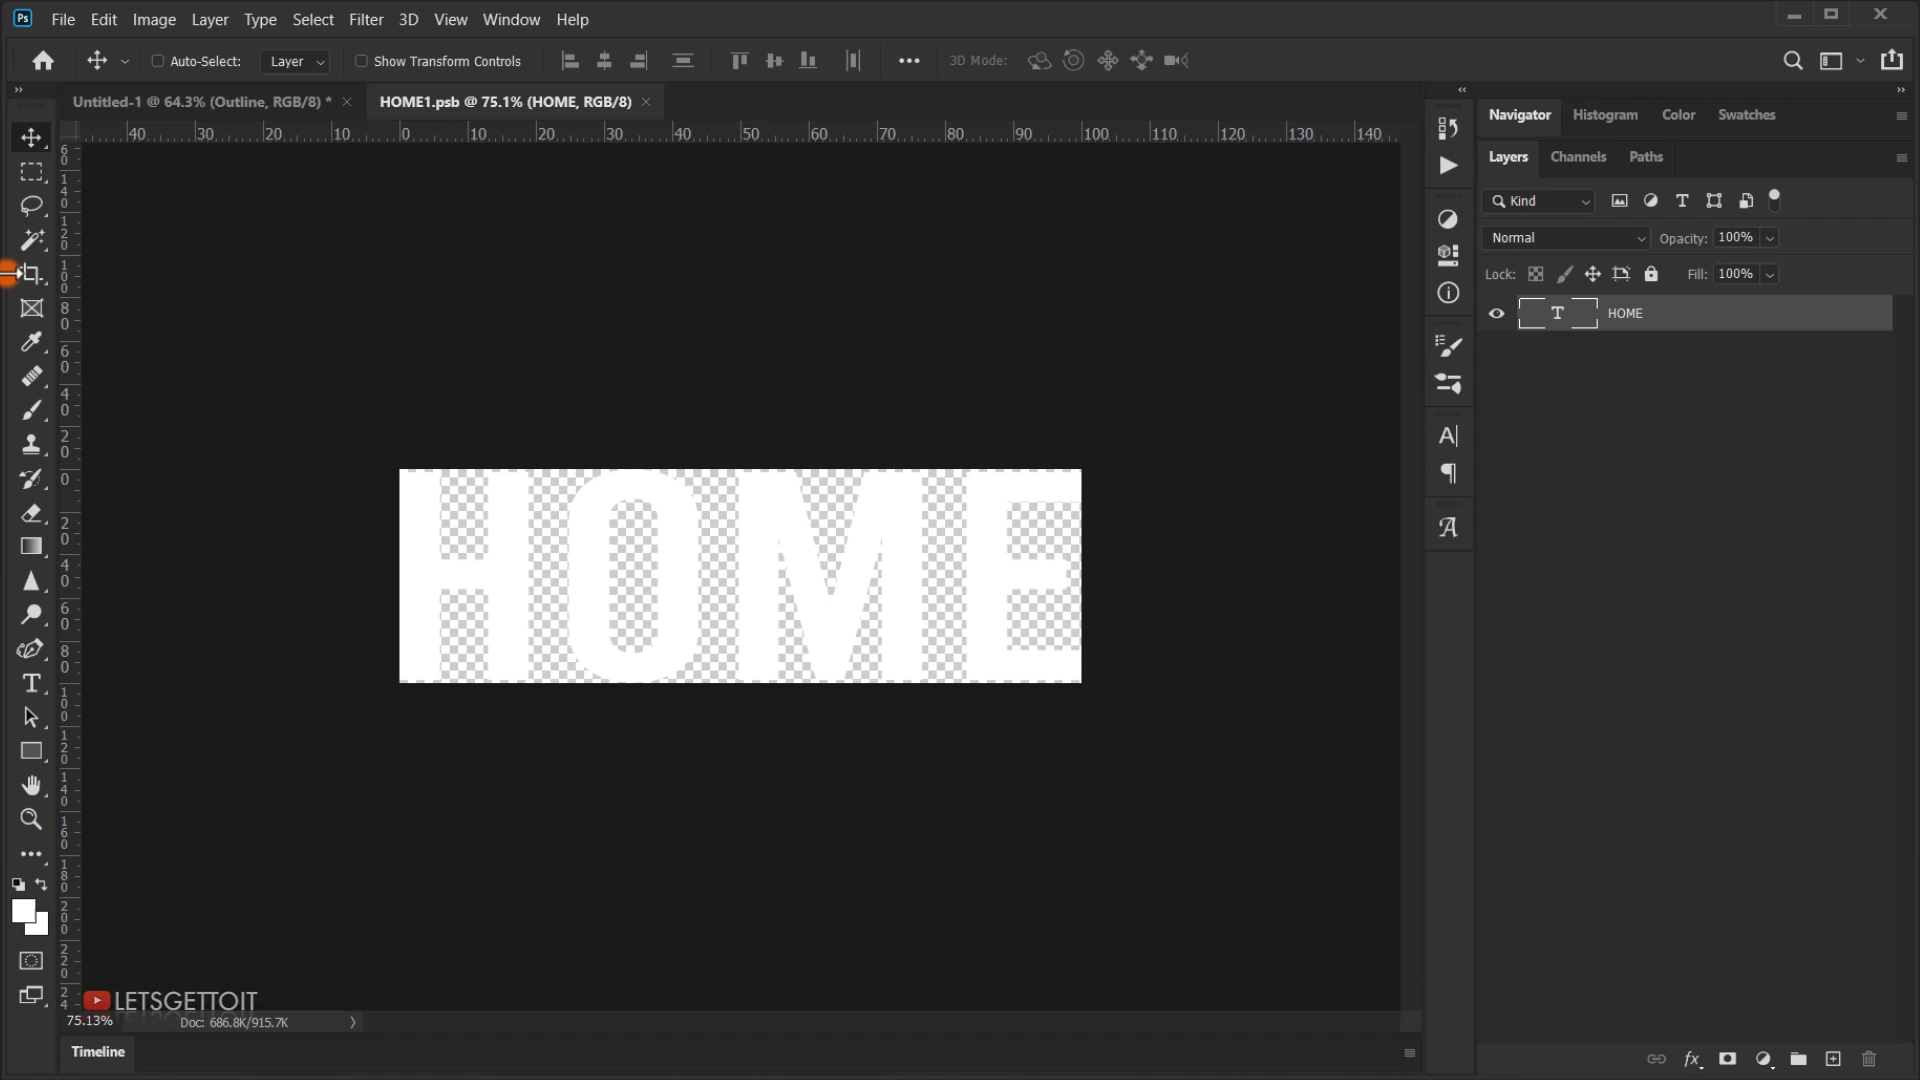 Ps File Edit Image Layer Type Select Filter 3D View Window Help
Auto-Select: Layer Show Transform Controls 3D Mode:
Untitled-1 @ 64.3% (Outline, RGB/8) * HOME1.psb @ 75.1% (HOME, RGB/8)
40 30 20 10 0 10 20 30 40 50 60 70 80 90 100 110 120 130 140
Navigator Histogram Color Swatches
Layers Channels Paths
Kind
Normal Opacity: 100%
Lock: Fill: 100%
T HOME
HOME
LETSGETTOIT
75.13% Doc: 686.8K/915.7K
Timeline
fx